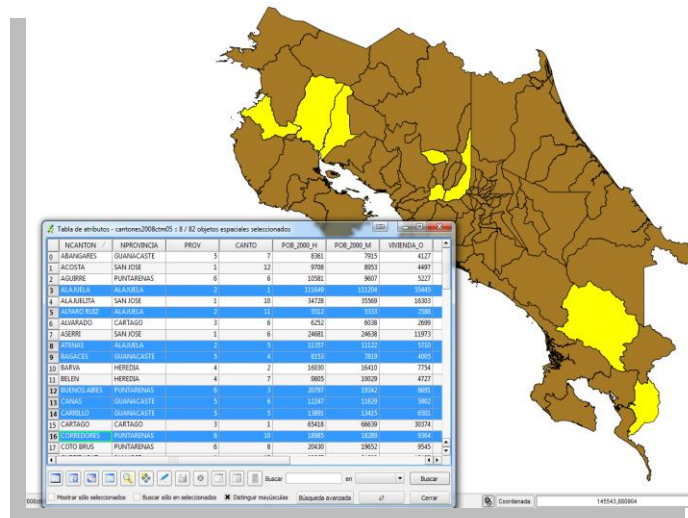 Tabla de atributos - cantones2008crtm05 :: 8 / 82 objetos espaciales seleccionados
NCANTON NPROVINCIA PROV CANTO POB_2000_H POB_2000_M VIVIENDA_O
0 ABANGARES GUANACASTE 5 7 8361 7915 4127
1 ACOSTA SAN JOSE 1 12 9708 8953 4497
2 AGUIRRE PUNTARENAS 6 6 10581 9607 5227
3 ALAJUELA ALAJUELA 2 1 111649 111204 55445
4 ALAJUELITA SAN JOSE 1 10 34728 35569 16303
5 ALFARO RUIZ ALAJUELA 2 11 5512 5333 2588
6 ALVARADO CARTAGO 3 6 6252 6038 2699
7 ASERRI SAN JOSE 1 6 24681 24638 11973
8 ATENAS ALAJUELA 2 5 11357 11122 5710
9 BAGACES GUANACASTE 5 4 8153 7819 4005
10 BARVA HEREDIA 4 2 16030 16410 7754
11 BELEN HEREDIA 4 7 9805 10029 4727
12 BUENOS AIRES PUNTARENAS 6 3 20797 19342 8691
13 CANAS GUANACASTE 5 6 12247 11829 5902
14 CARRILLO GUANACASTE 5 5 13891 13415 6501
15 CARTAGO CARTAGO 3 1 65418 66639 30374
16 CORREDORES PUNTARENAS 6 10 18985 18289 9364
17 COTO BRUS PUNTARENAS 6 8 20430 19652 9545
Buscar en Buscar
Mostrar sólo seleccionados Buscar sólo en seleccionados Distinguir mayúsculas Búsqueda avanzada Cerrar
Coordenada: 145543,880904